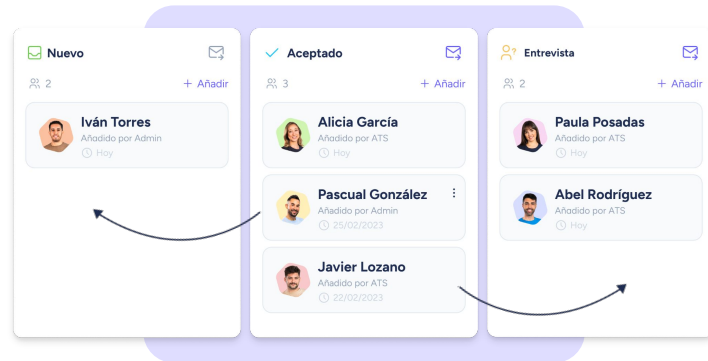 Nuevo
2
+ Añadir
Iván Torres
Añadido por Admin
Hoy
Aceptado
3
+ Añadir
Alicia García
Añadido por ATS
Hoy
Pascual González
Añadido por Admin
25/02/2023
Javier Lozano
Añadido por ATS
22/02/2023
? Entrevista
2
+ Añadir
Paula Posadas
Añadido por ATS
Hoy
Abel Rodríguez
Añadido por ATS
Hoy